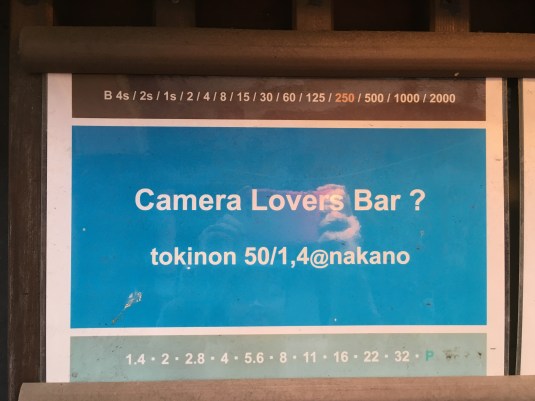 B 4s / 2s / 1s / 2 / 4 / 8 / 15 / 30 / 60 / 125 / 250 / 500 / 1000 / 2000
Camera Lovers Bar ?
tokinon 50/1,4@nakano
1.4 · 2 · 2.8 · 4 · 5.6 · 8 · 11 · 16 · 22 · 32 · P